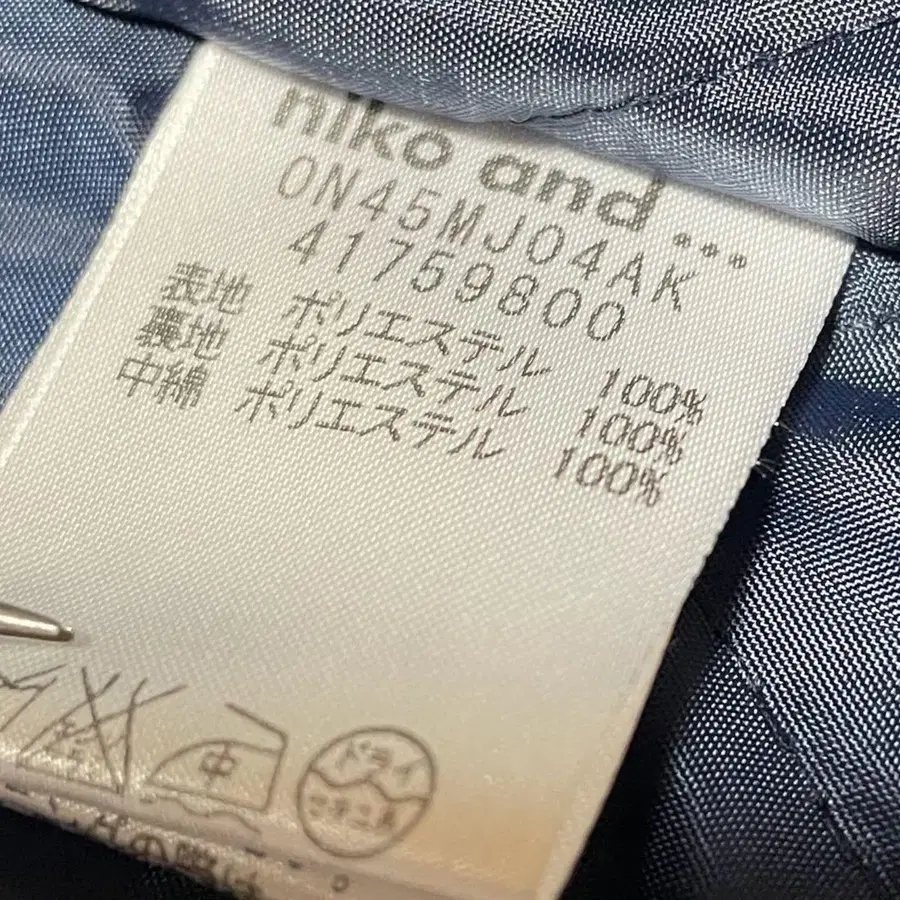 niko and ...
0N45MJ04AK
41759800
表地 ポリエステル 100%
裏地 ポリエステル 100%
中綿 ポリエステル 100%
中
ドライ